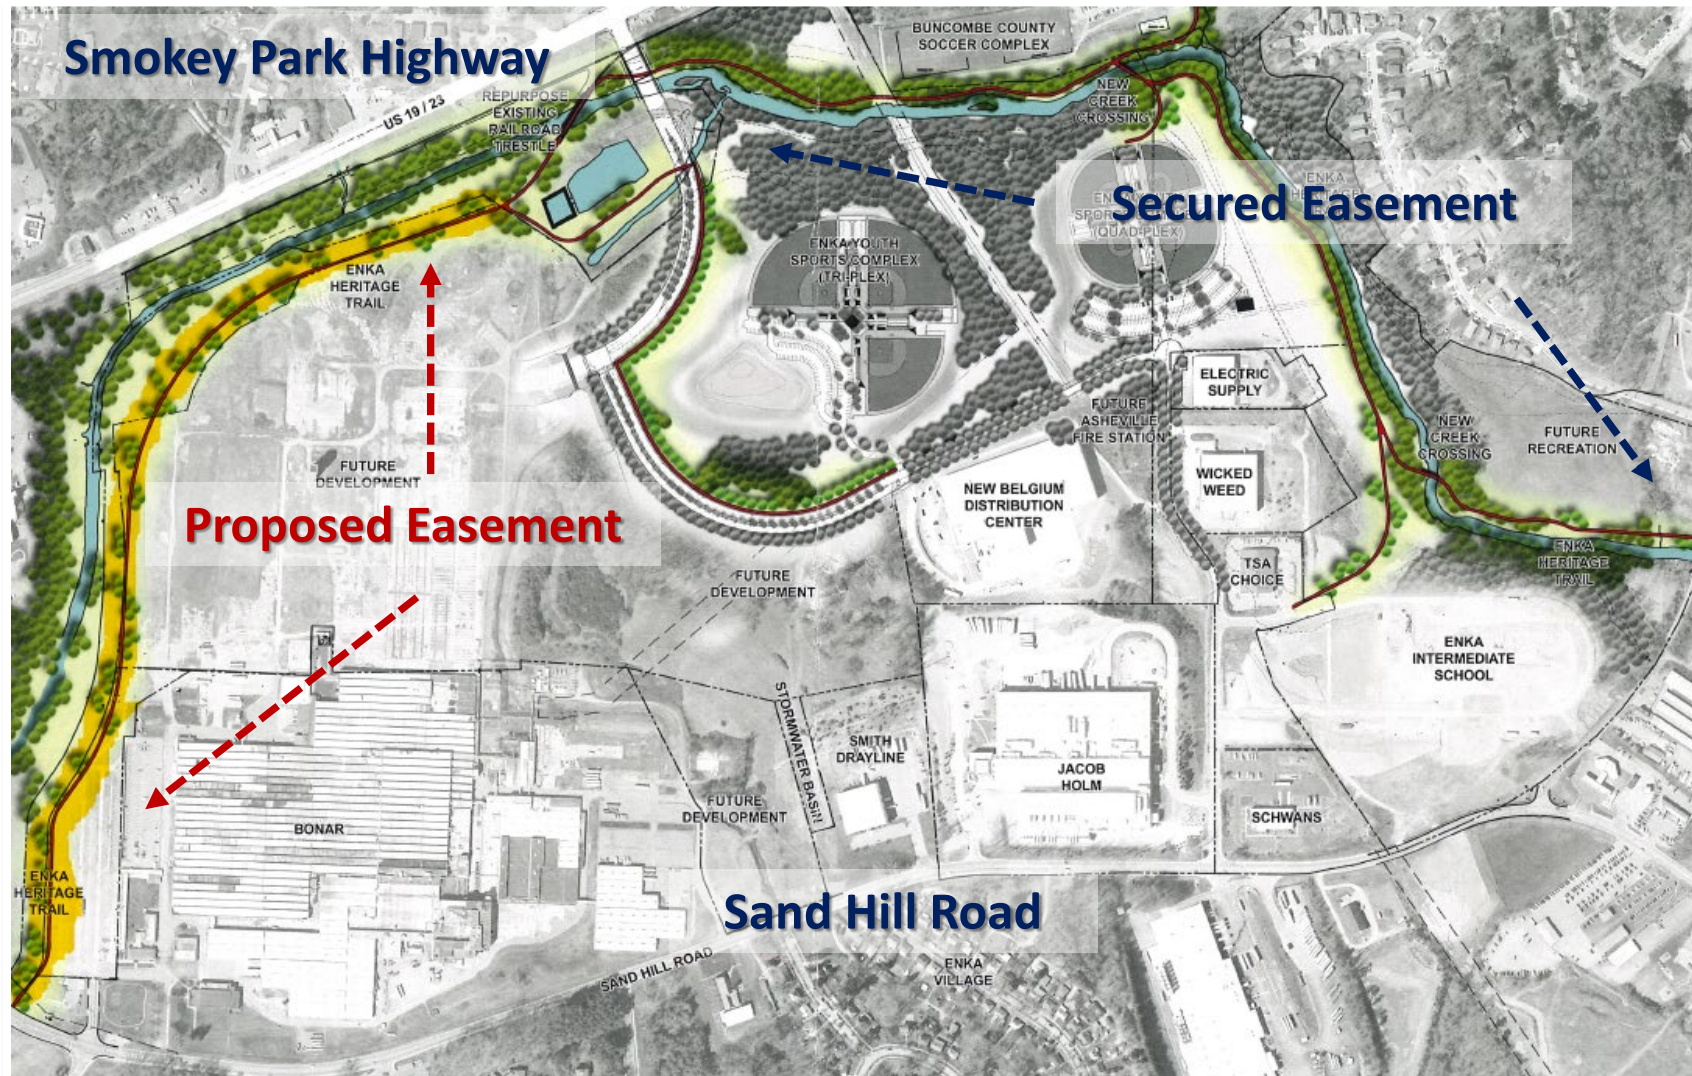 BUNCOMBE COUNTY
SOCCER COMPLEX
Smokey Park Highway
US 19 / 23
REPURPOSE
EXISTING
RAILROAD
TRESTLE
NEW
CREEK
CROSSING
ENKA
HERITAGE
Secured Easement
SPORTS
(QUAD-PLEX)
ENKA YOUTH
SPORTS COMPLEX
(TRI-PLEX)
ENKA
HERITAGE
TRAIL
ELECTRIC
SUPPLY
FUTURE
ASHEVILLE
FIRE STATION
NEW
CREEK
CROSSING
FUTURE
RECREATION
FUTURE
DEVELOPMENT
WICKED
WEED
NEW BELGIUM
DISTRIBUTION
CENTER
Proposed Easement
TSA
CHOICE
ENKA
HERITAGE
TRAIL
FUTURE
DEVELOPMENT
ENKA
INTERMEDIATE
SCHOOL
STORMWATER BASIN
SMITH
DRAYLINE
JACOB
HOLM
FUTURE
DEVELOPMENT
BONAR
SCHWANS
ENKA
HERITAGE
TRAIL
Sand Hill Road
SAND HILL ROAD
ENKA
VILLAGE